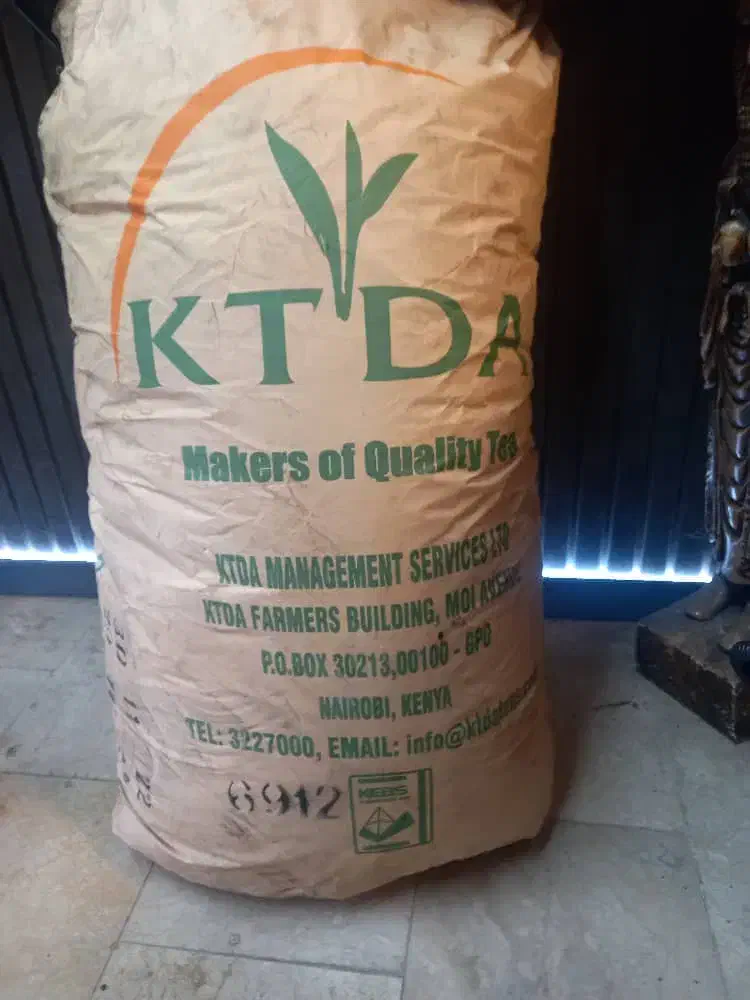 KTDA
Makers of Quality Tea
KTDA MANAGEMENT SERVICES LTD
KTDA FARMERS BUILDING, MOI AVENUE
P.O.BOX 30213,00100 - GPO
NAIROBI, KENYA
TEL: 3227000, EMAIL:
6912
KEBS